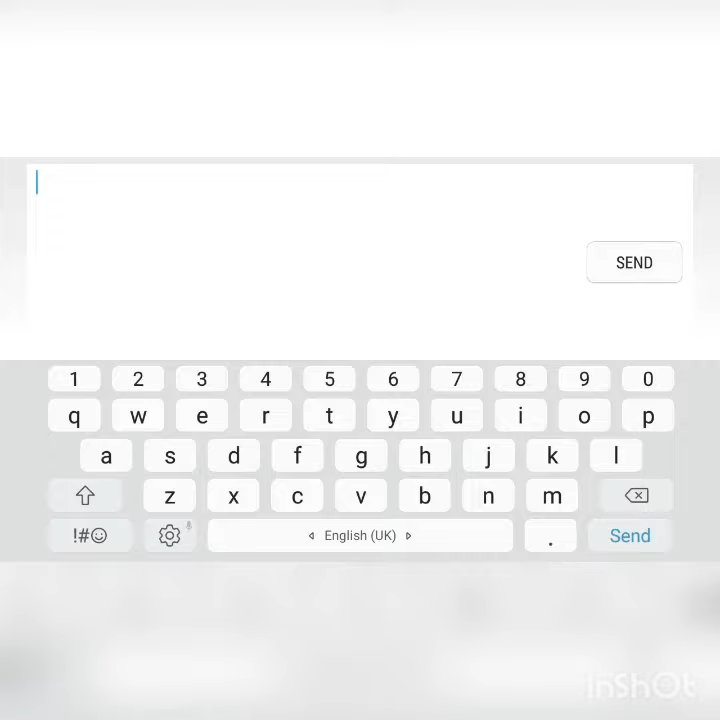 SEND
1 2 3 4 5 6 7 8 9 0
q w e r t y u i o p
a s d f g h j k l
z x c v b n m
!#☺ English (UK) . Send
InShOt